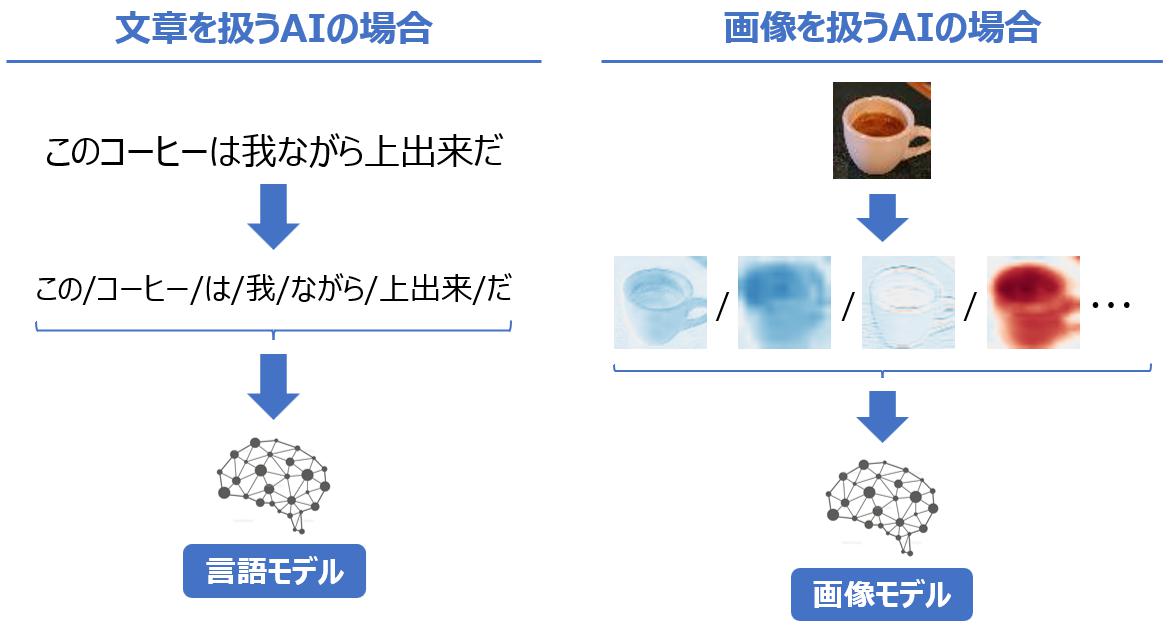 文章を扱うAIの場合
このコーヒーは我ながら上出来だ
この/コーヒー/は/我/ながら/上出来/だ
言語モデル
画像を扱うAIの場合
/ / / ・・・
画像モデル